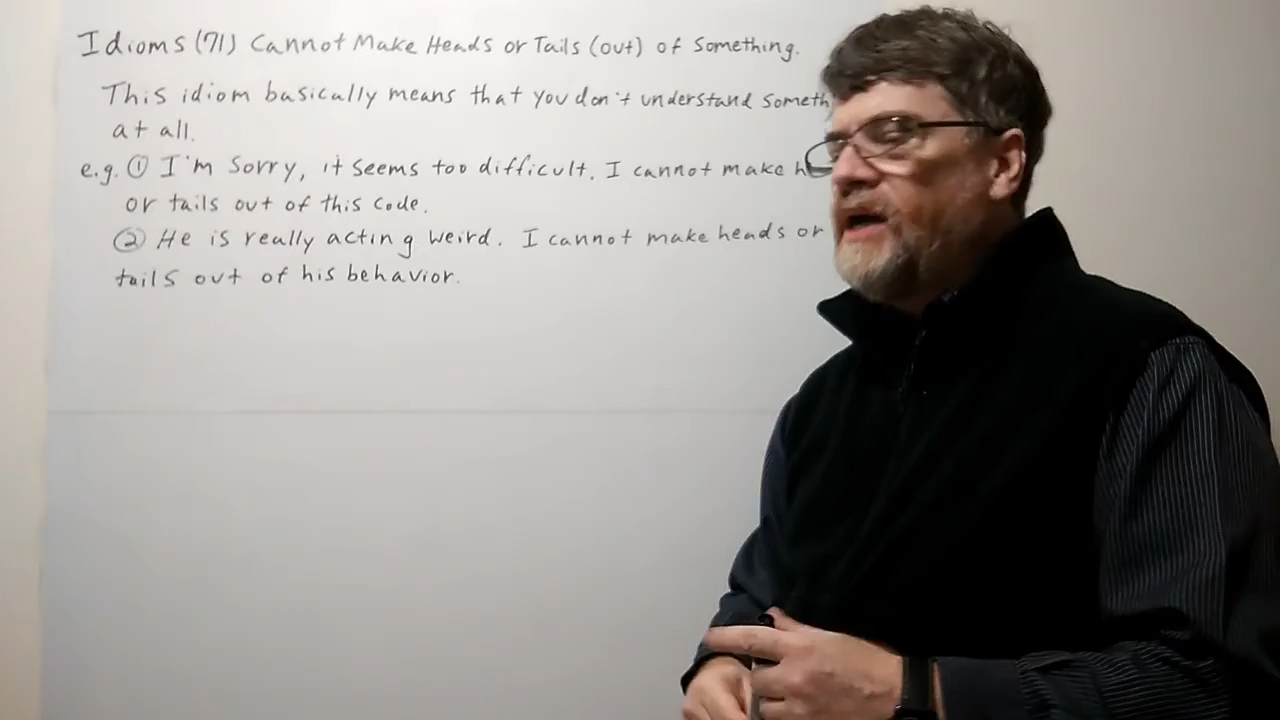 Idioms (71) Cannot Make Heads or Tails (out) of Something.
This idiom basically means that you don't understand
at all.
e.g. ① I'm Sorry, it seems too difficult. I cannot make
or tails out of this code.
② He is really acting weird. I cannot make heads or
tails out of his behavior.